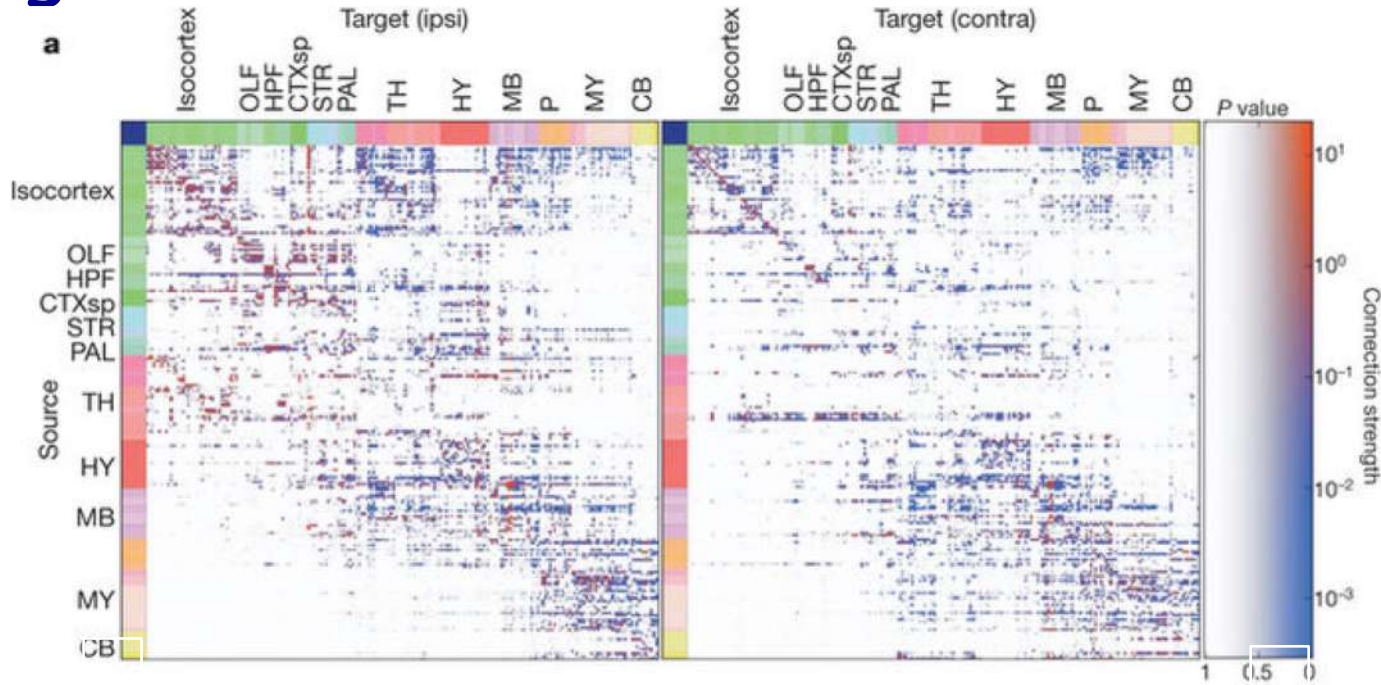 g
Target (ipsi)
Target (contra)
a
Isocortex
OLF
HPF
CTXsp
STR
PAL
TH
HY
MB
P
MY
CB
Isocortex
OLF
HPF
CTXsp
STR
PAL
TH
HY
MB
P
MY
CB
P value
Isocortex
OLF
HPF
CTXsp
STR
PAL
TH
HY
MB
MY
CB
Source
10¹
10⁰
10⁻¹
10⁻²
10⁻³
Connection strength
1 0.5 0